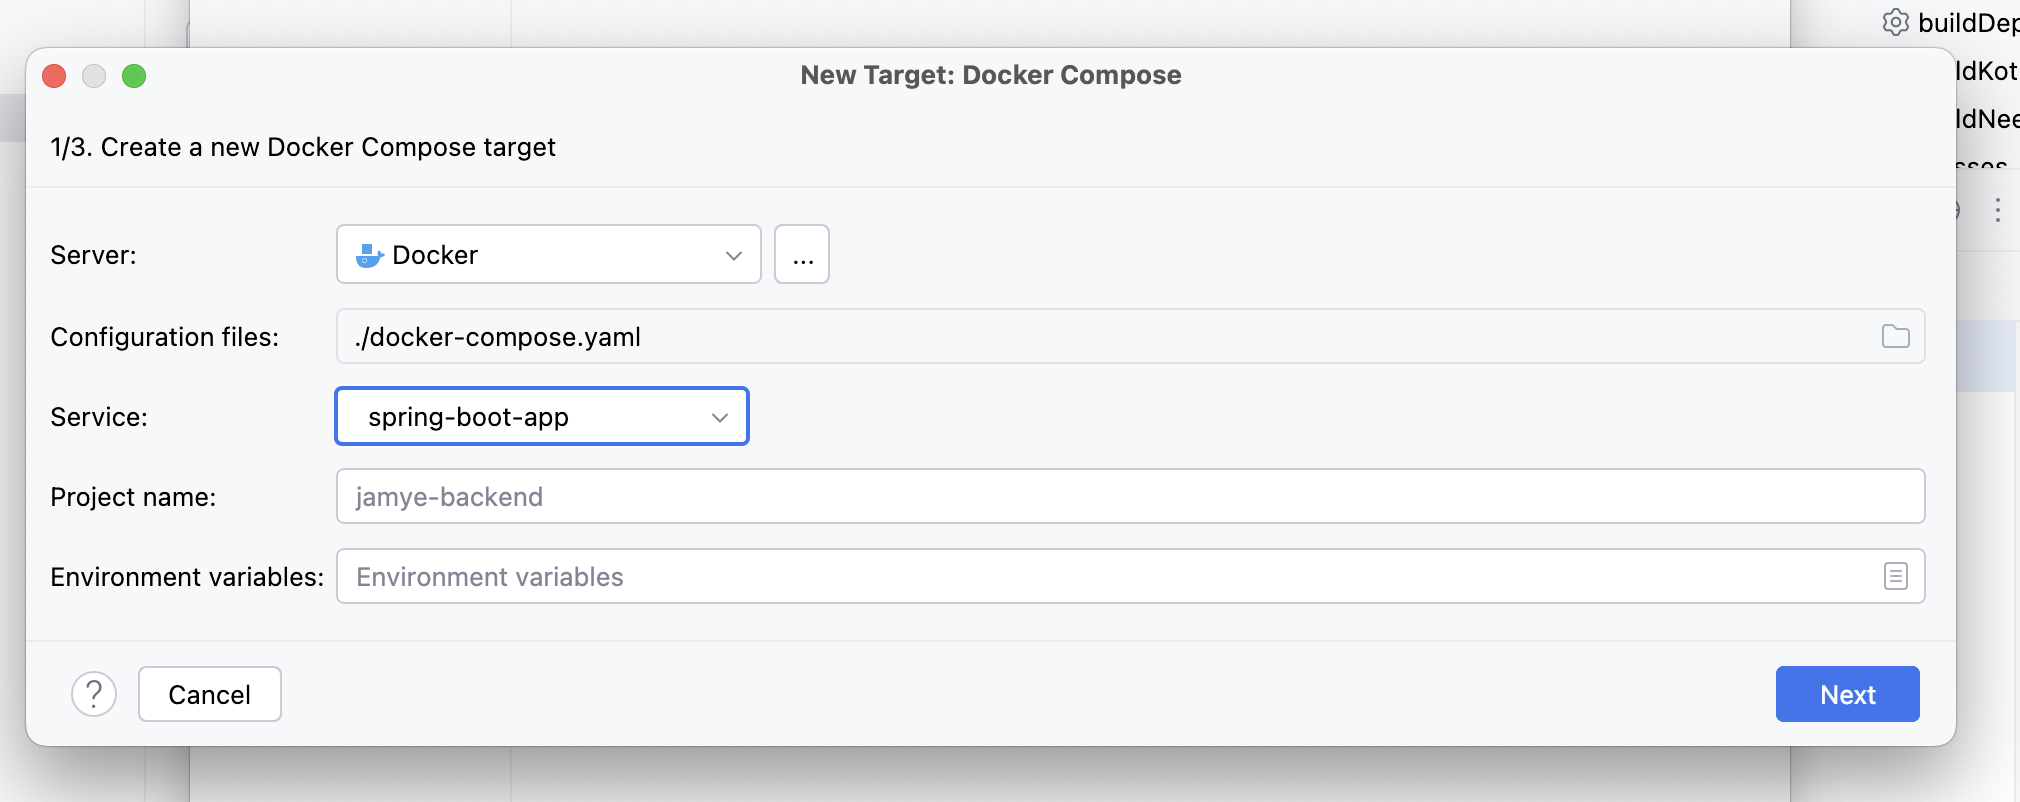 buildDep
New Target: Docker Compose
ldKot
1/3. Create a new Docker Compose target
ldNee
sses
Server:
Docker
...
Configuration files:
./docker-compose.yaml
Service:
spring-boot-app
Project name:
jamye-backend
Environment variables:
Environment variables
?
Cancel
Next